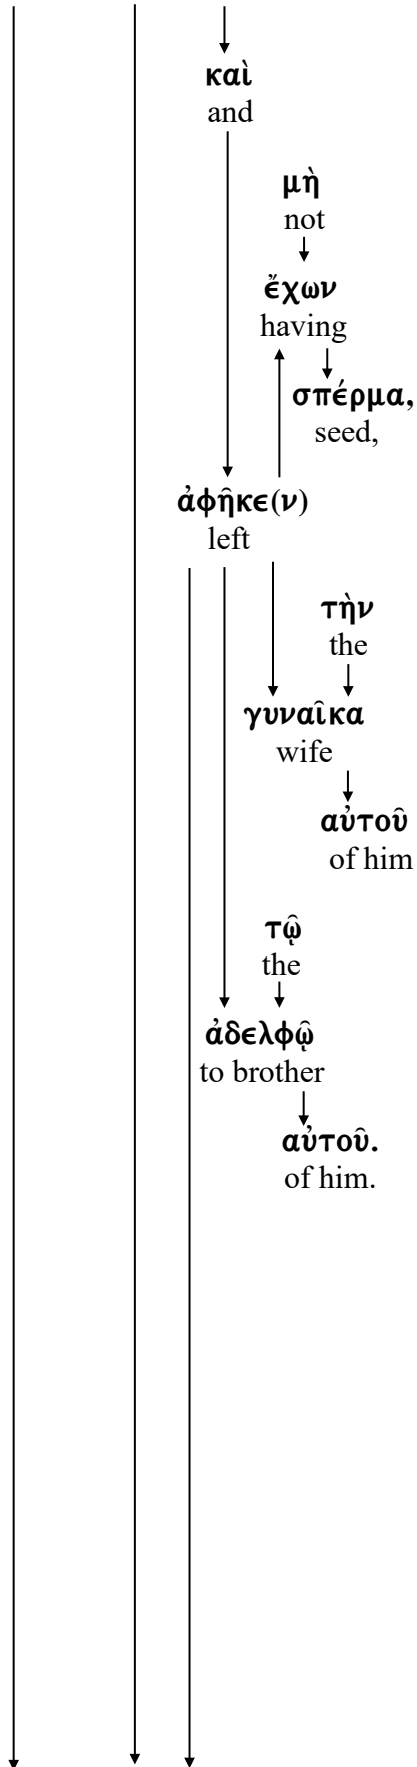 καὶ
and
μὴ
not
ἔχων
having
σπέρμα,
seed,
ἀφῆκε(ν)
left
τὴν
the
γυναῖκα
wife
αὐτοῦ
of him
τῷ
the
ἀδελφῷ
to brother
αὐτοῦ.
of him.